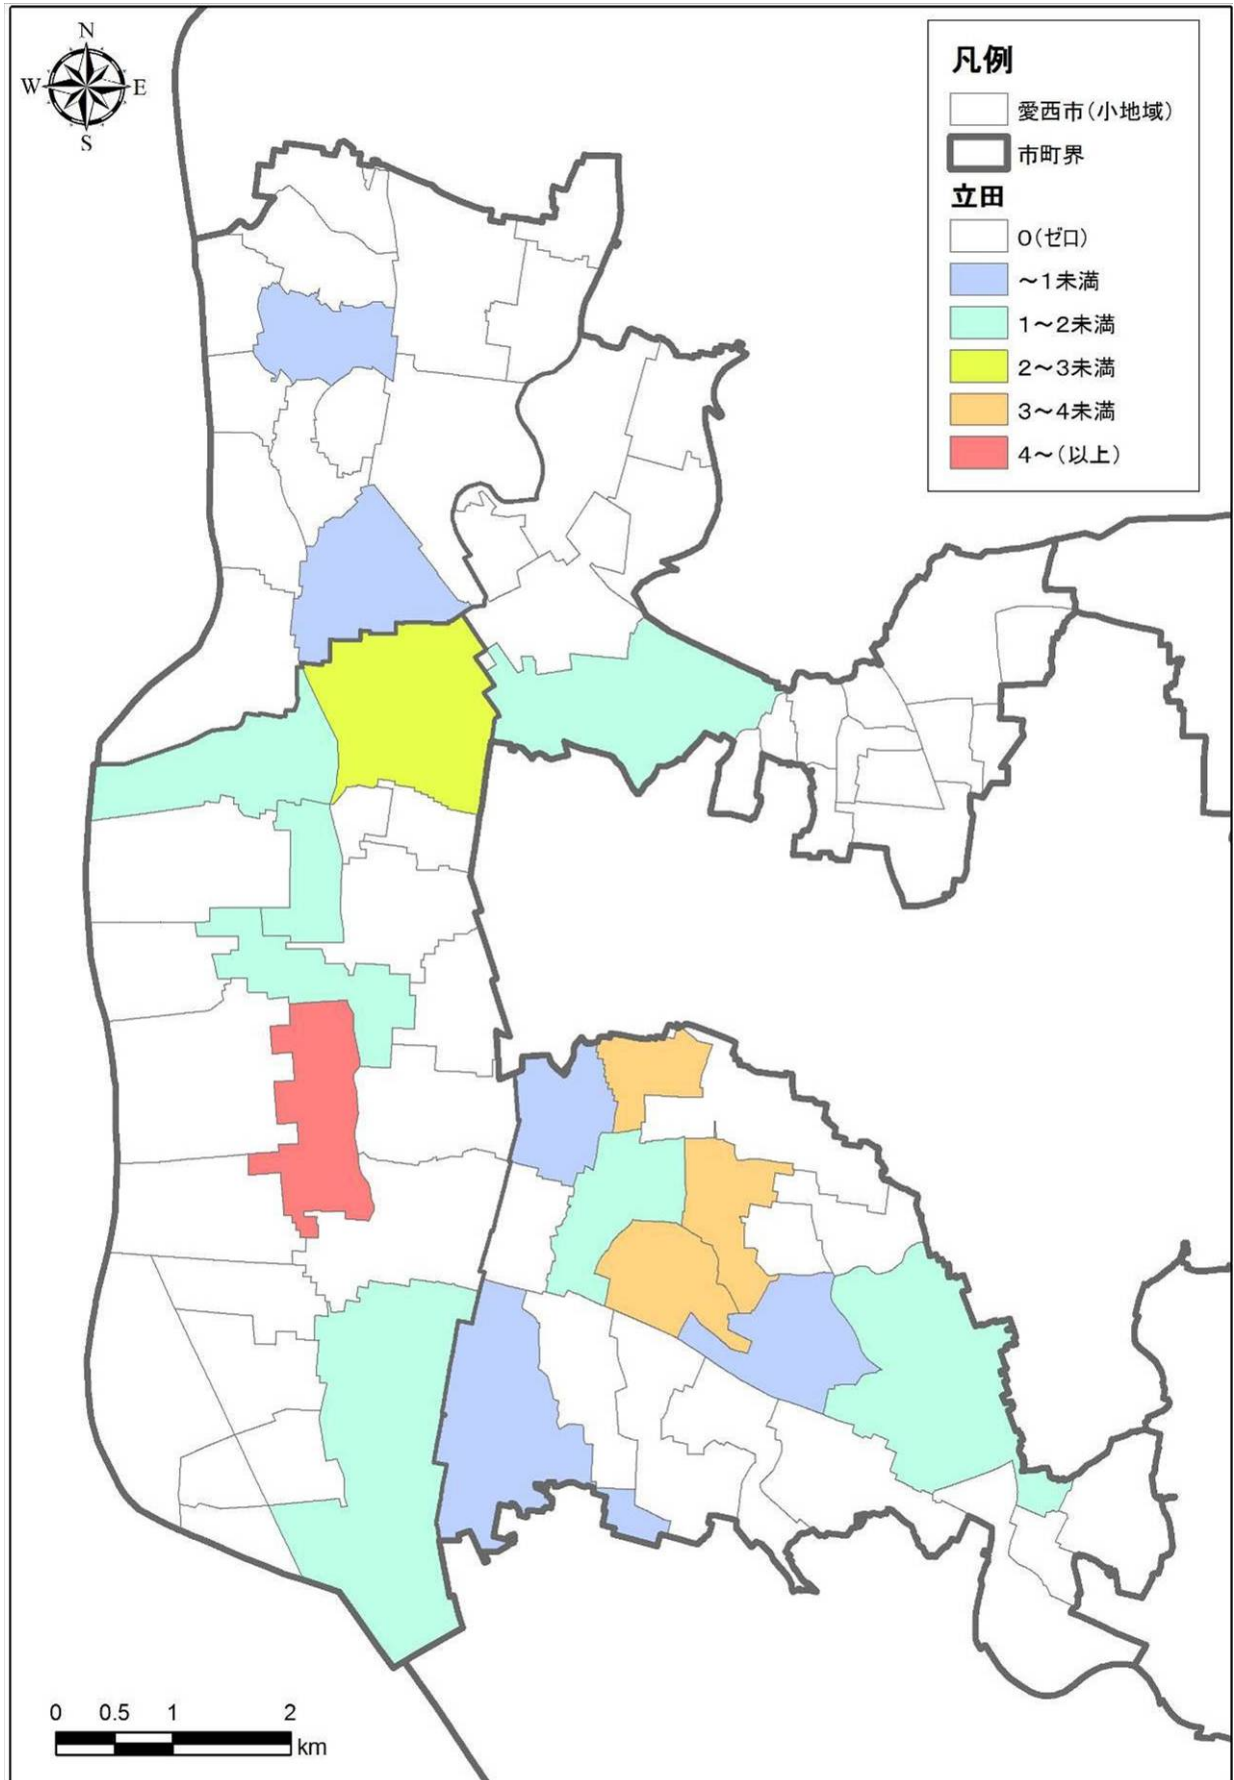 N
W E
S
凡例
愛西市(小地域)
市町界
立田
0(ゼロ)
～1未満
1～2未満
2～3未満
3～4未満
4～(以上)
0 0.5 1 2
km